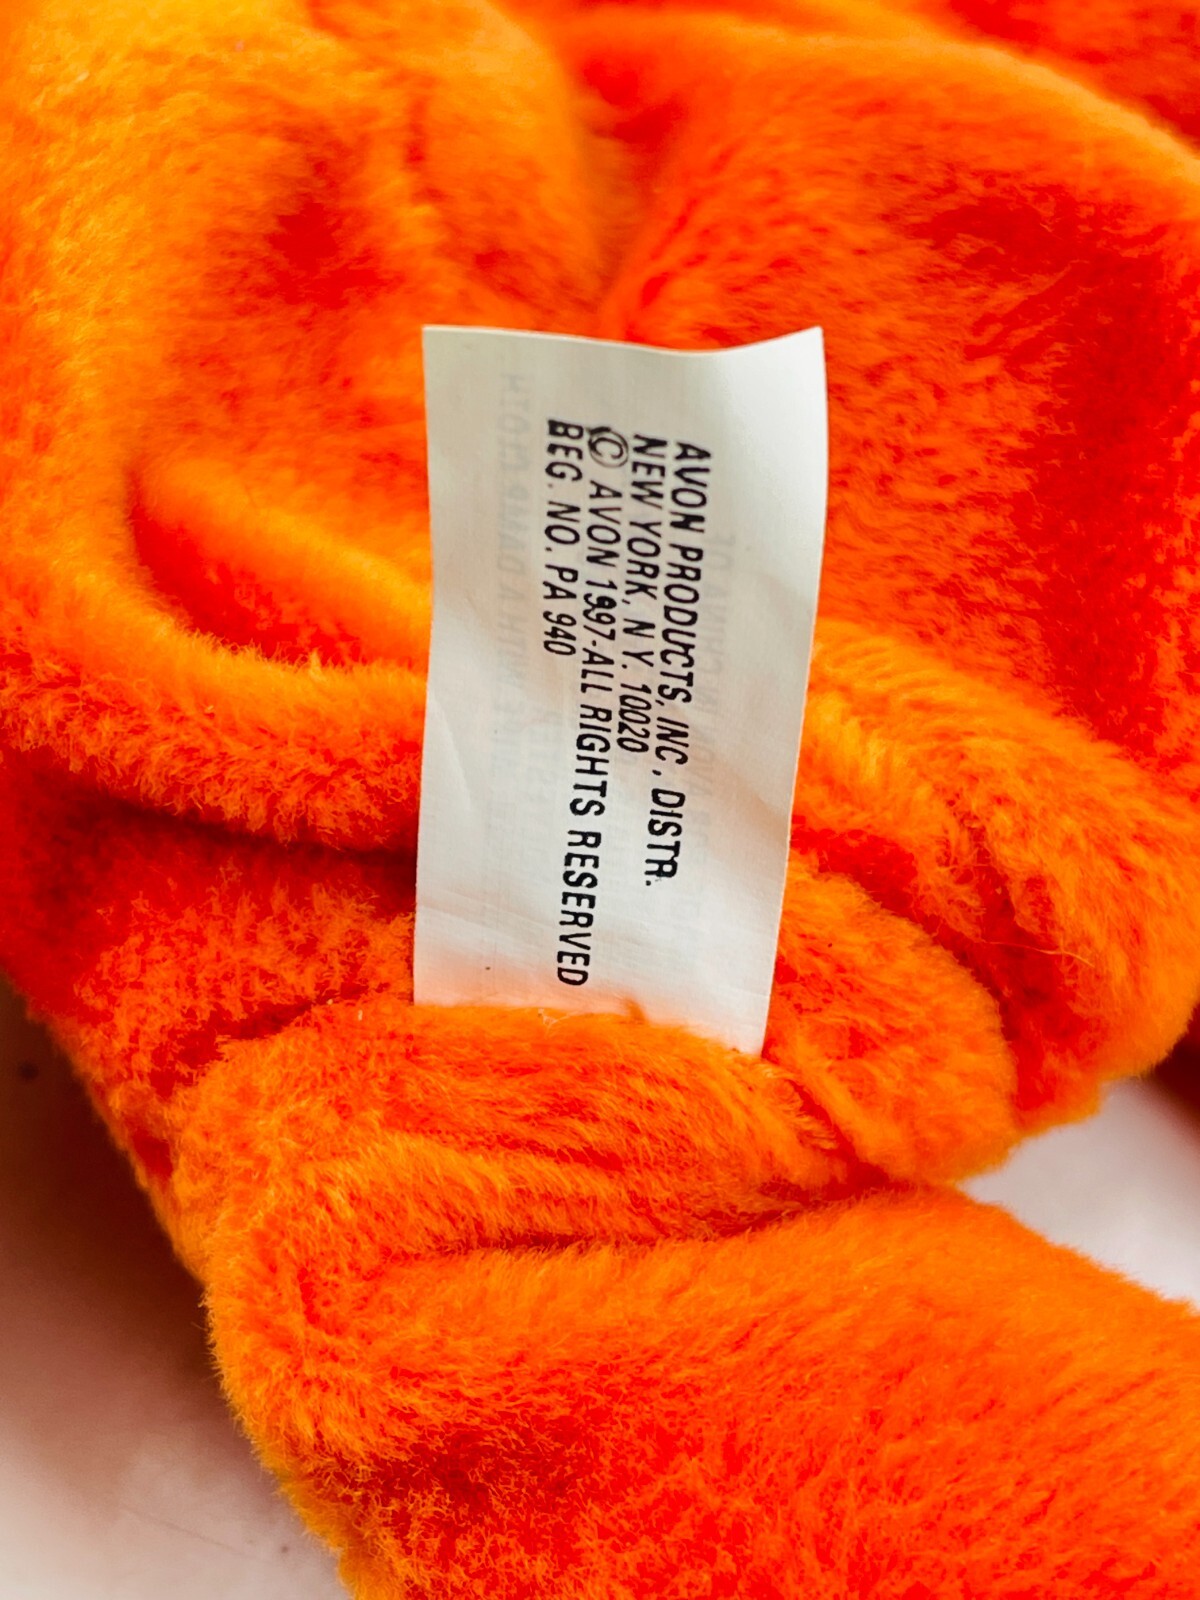 AVON PRODUCTS, INC. DISTR.
NEW YORK, N.Y. 10020
© AVON 1997-ALL RIGHTS RESERVED
REG. NO. PA 940